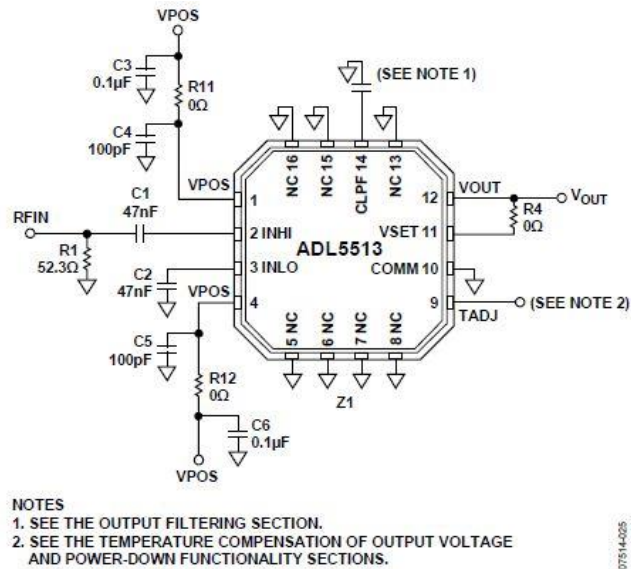 VPOS
C3
0.1µF
R11
0Ω
C4
100pF
VPOS
(SEE NOTE 1)
NC 16
NC 15
CLPF 14
NC 13
1
12
VOUT
VOUT
RFIN
C1
47nF
2 INHI
VSET 11
R4
0Ω
R1
52.3Ω
ADL5513
C2
47nF
3 INLO
COMM 10
VPOS
4
9
TADJ
(SEE NOTE 2)
C5
100pF
5 NC
6 NC
7 NC
8 NC
Z1
R12
0Ω
C6
0.1µF
VPOS
NOTES
1. SEE THE OUTPUT FILTERING SECTION.
2. SEE THE TEMPERATURE COMPENSATION OF OUTPUT VOLTAGE
AND POWER-DOWN FUNCTIONALITY SECTIONS.
07514-025